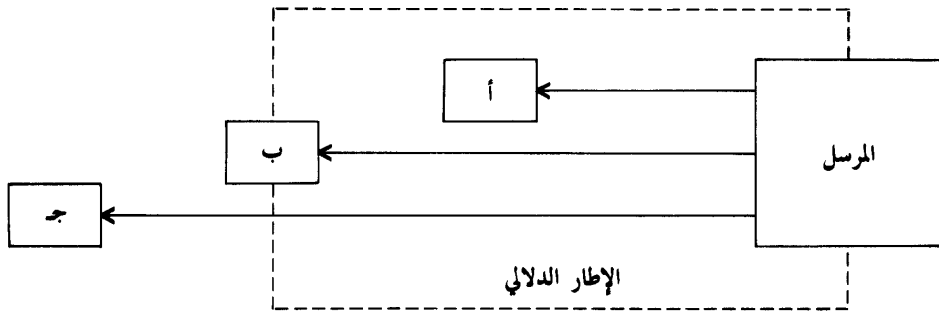 أ
المرسل
ب
جـ
الإطار الدلالي